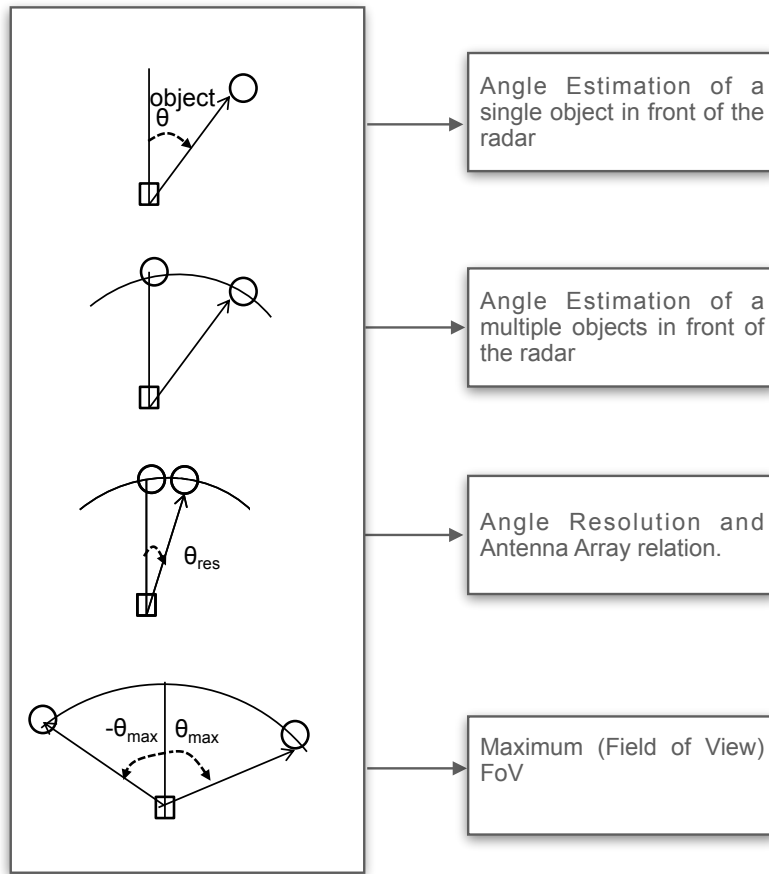 object
θ
Angle Estimation of a
single object in front of the
radar
Angle Estimation of a
multiple objects in front of
the radar
θres
Angle Resolution and
Antenna Array relation.
-θmax θmax
Maximum (Field of View)
FoV